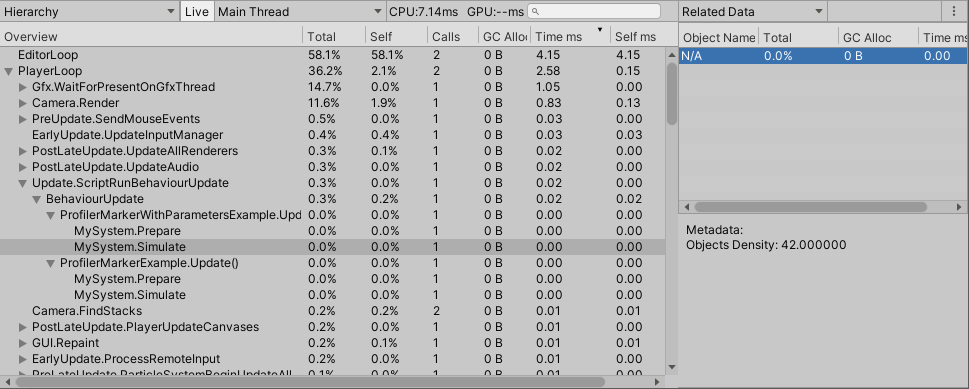 Hierarchy Live Main Thread CPU:7.14ms GPU:--ms Related Data
Overview Total Self Calls GC Alloc Time ms Self ms Object Name Total GC Alloc Time ms
EditorLoop 58.1% 58.1% 2 0 B 4.15 4.15 N/A 0.0% 0 B 0.00
PlayerLoop 36.2% 2.1% 2 0 B 2.58 0.15
Gfx.WaitForPresentOnGfxThread 14.7% 0.0% 1 0 B 1.05 0.00
Camera.Render 11.6% 1.9% 1 0 B 0.83 0.13
PreUpdate.SendMouseEvents 0.5% 0.0% 1 0 B 0.03 0.00
EarlyUpdate.UpdateInputManager 0.4% 0.4% 1 0 B 0.03 0.03
PostLateUpdate.UpdateAllRenderers 0.3% 0.1% 1 0 B 0.02 0.00
PostLateUpdate.UpdateAudio 0.3% 0.0% 1 0 B 0.02 0.00
Update.ScriptRunBehaviourUpdate 0.3% 0.0% 1 0 B 0.02 0.00
BehaviourUpdate 0.3% 0.2% 1 0 B 0.02 0.02
ProfilerMarkerWithParametersExample.Upd 0.0% 0.0% 1 0 B 0.00 0.00
MySystem.Prepare 0.0% 0.0% 1 0 B 0.00 0.00
MySystem.Simulate 0.0% 0.0% 1 0 B 0.00 0.00
ProfilerMarkerExample.Update() 0.0% 0.0% 1 0 B 0.00 0.00
MySystem.Prepare 0.0% 0.0% 1 0 B 0.00 0.00
MySystem.Simulate 0.0% 0.0% 1 0 B 0.00 0.00
Camera.FindStacks 0.2% 0.2% 2 0 B 0.01 0.01
PostLateUpdate.PlayerUpdateCanvases 0.2% 0.0% 1 0 B 0.01 0.00
GUI.Repaint 0.2% 0.1% 1 0 B 0.01 0.01
EarlyUpdate.ProcessRemoteInput 0.2% 0.0% 1 0 B 0.01 0.00
PreLateUpdate.ParticleSystemBeginUpdateAll 0.1% 0.0% 1 0 B 0.01 0.00
Metadata:
Objects Density: 42.000000